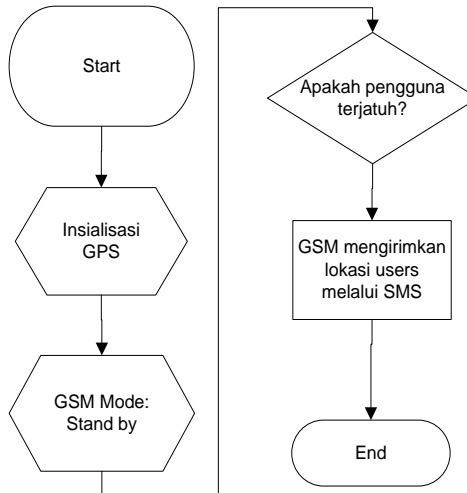 Start
Insialisasi
GPS
GSM Mode:
Stand by
Apakah pengguna
terjatuh?
GSM mengirimkan
lokasi users
melalui SMS
End